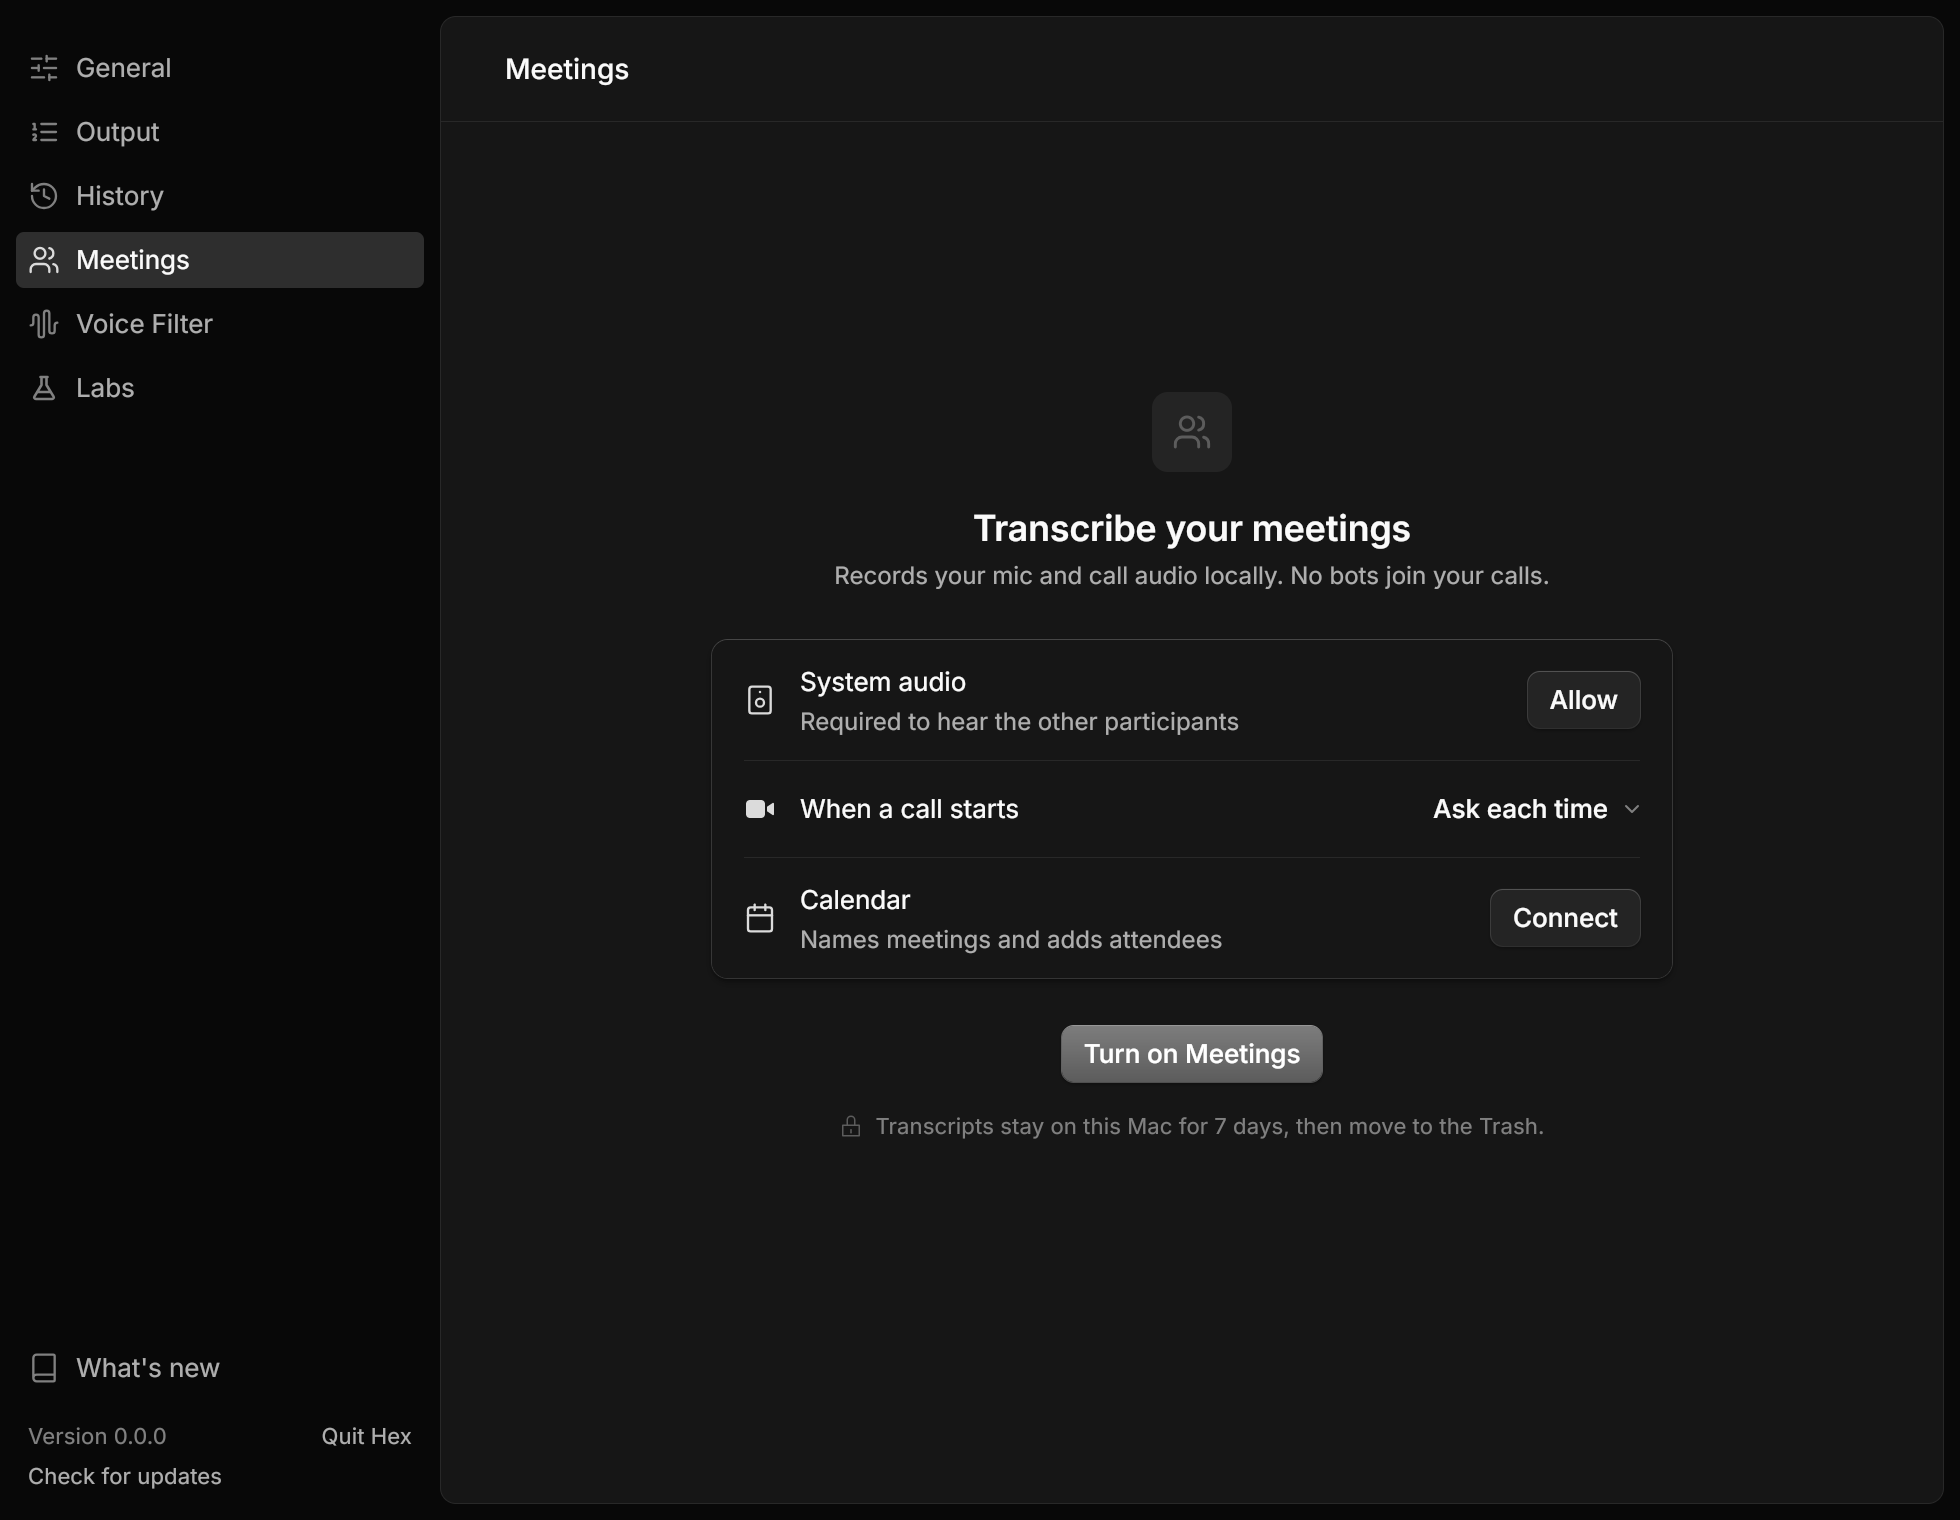 General
Output
History
Meetings
Voice Filter
Labs
What's new
Version 0.0.0
Quit Hex
Check for updates
Meetings
Transcribe your meetings
Records your mic and call audio locally. No bots join your calls.
System audio
Required to hear the other participants
Allow
When a call starts
Ask each time
Calendar
Names meetings and adds attendees
Connect
Turn on Meetings
Transcripts stay on this Mac for 7 days, then move to the Trash.